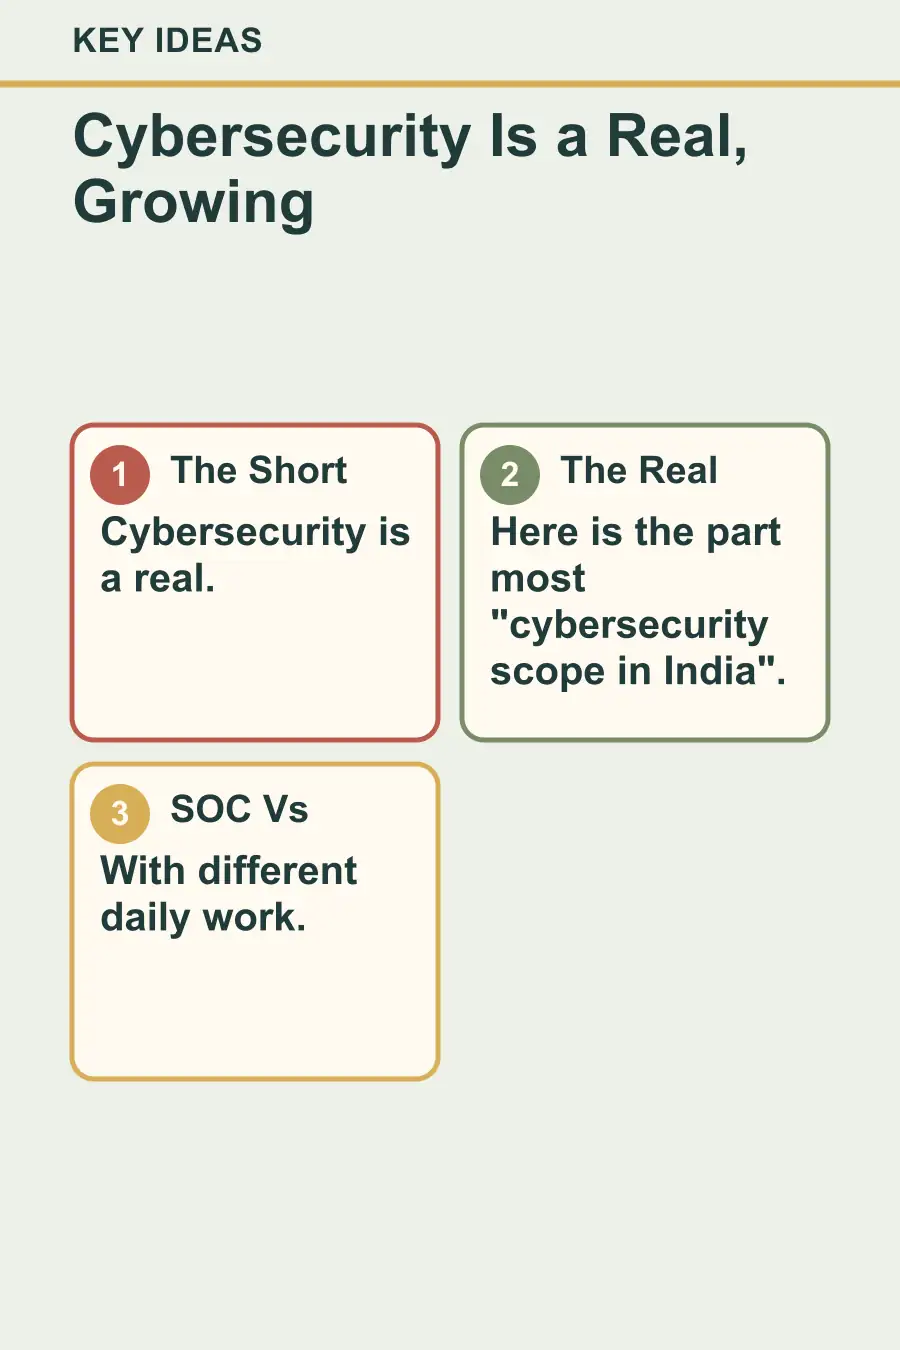 KEY IDEAS
Cybersecurity Is a Real,
Growing
1 The Short
Cybersecurity is
a real.
2 The Real
Here is the part
most
"cybersecurity
scope in India".
3 SOC Vs
With different
daily work.